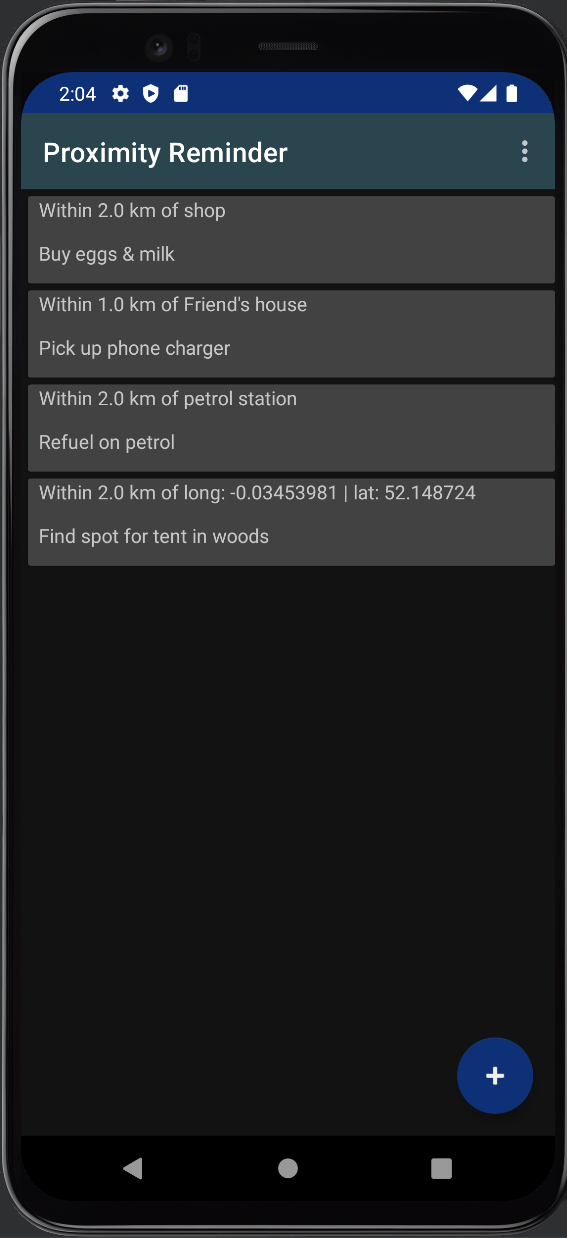 2:04
Proximity Reminder
Within 2.0 km of shop
Buy eggs & milk
Within 1.0 km of Friend's house
Pick up phone charger
Within 2.0 km of petrol station
Refuel on petrol
Within 2.0 km of long: -0.03453981 | lat: 52.148724
Find spot for tent in woods
+